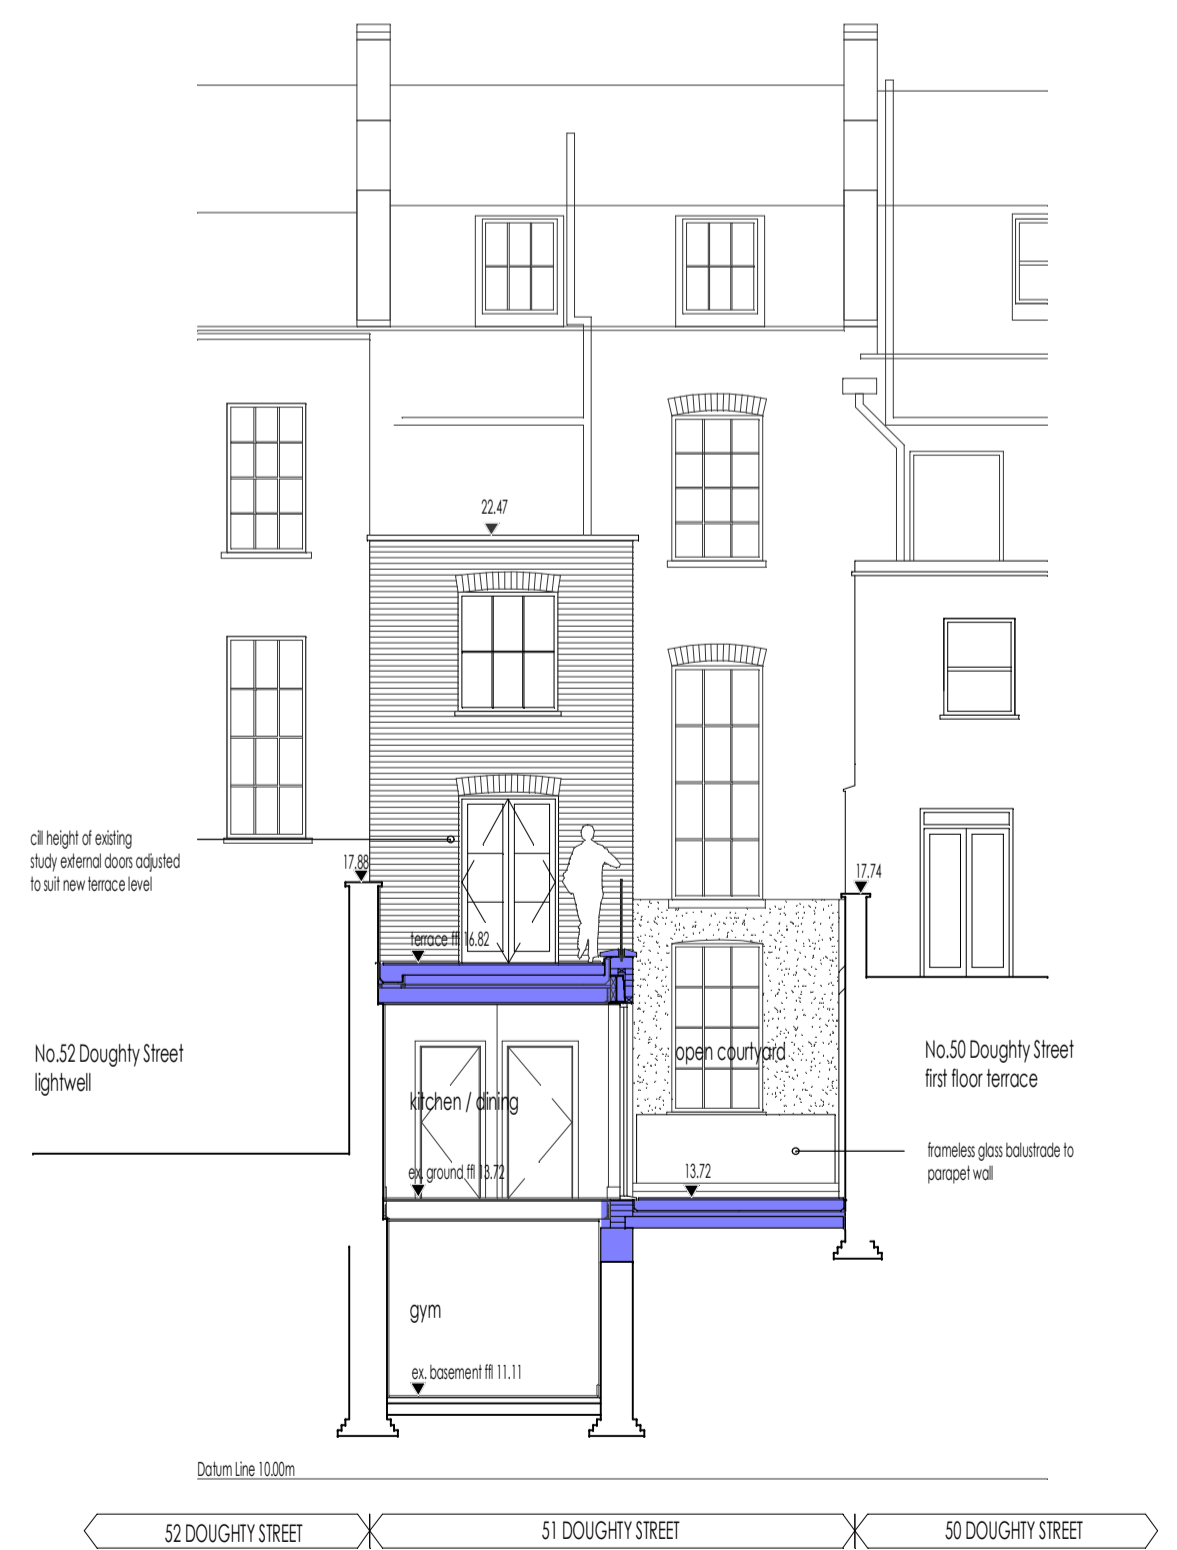 22.47
cill height of existing
study external doors adjusted
to suit new terrace level
17.88
17.74
terrace ffl 16.82
No.52 Doughty Street
lightwell
open courtyard
No.50 Doughty Street
first floor terrace
kitchen / dining
frameless glass balustrade to
parapet wall
ex. ground ffl 13.72
13.72
gym
ex. basement ffl 11.11
Datum Line 10.00m
52 DOUGHTY STREET
51 DOUGHTY STREET
50 DOUGHTY STREET